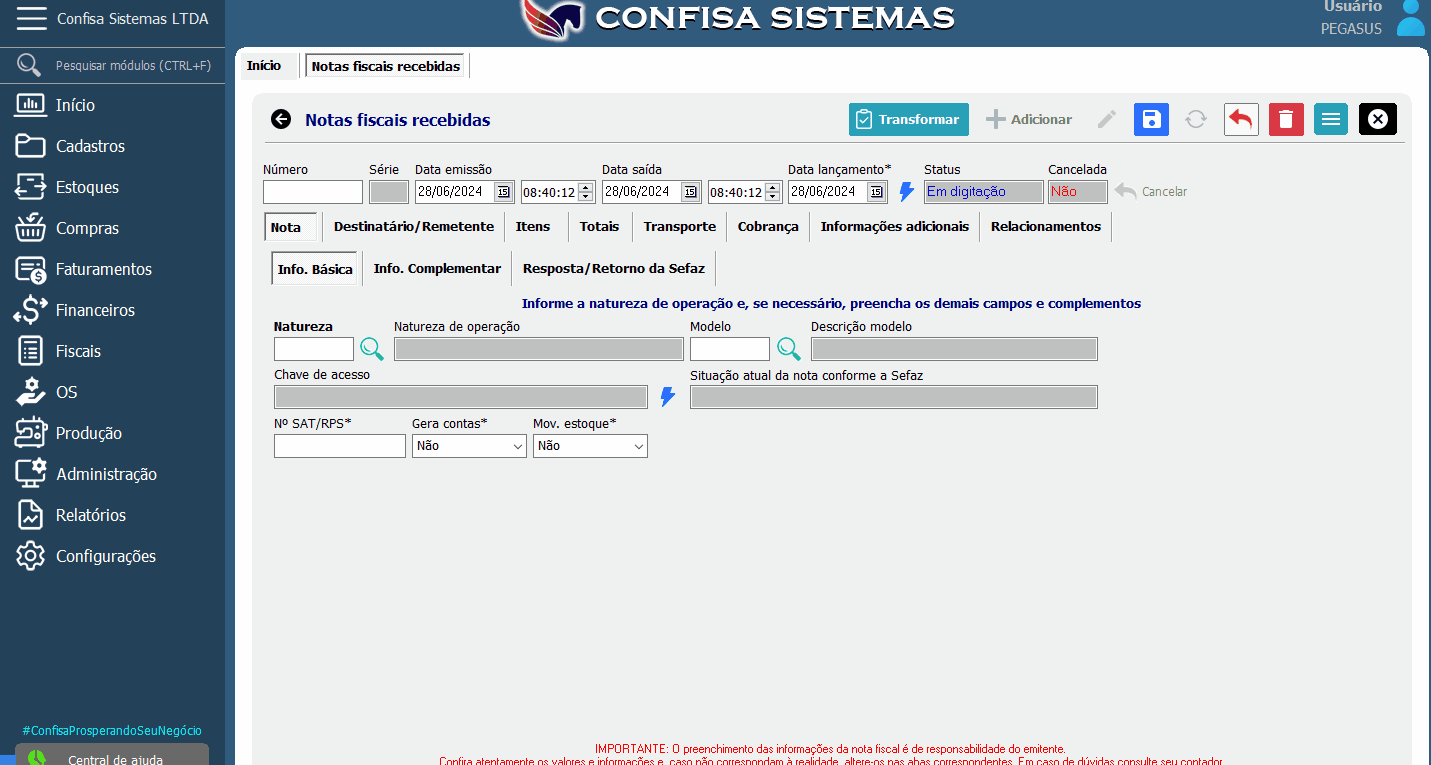 Confisa Sistemas LTDA
CONFISA SISTEMAS
Usuário
PEGASUS
Pesquisar módulos (CTRL+F)
Início
Cadastros
Estoques
Compras
Faturamentos
Financeiros
Fiscais
OS
Produção
Administração
Relatórios
Configurações
#ConfisaProsperandoSeuNegócio
Central de ajuda
Início Notas fiscais recebidas
Notas fiscais recebidas Transformar Adicionar
Número Série Data emissão Data saída Data lançamento* Status Cancelada
28/06/2024 15 08:40:12 28/06/2024 15 08:40:12 28/06/2024 15 Em digitação Não Cancelar
Nota Destinatário/Remetente Itens Totais Transporte Cobrança Informações adicionais Relacionamentos
Info. Básica Info. Complementar Resposta/Retorno da Sefaz
Informe a natureza de operação e, se necessário, preencha os demais campos e complementos
Natureza Natureza de operação Modelo Descrição modelo
Chave de acesso Situação atual da nota conforme a Sefaz
Nº SAT/RPS* Gera contas* Mov. estoque*
Não Não
IMPORTANTE: O preenchimento das informações da nota fiscal é de responsabilidade do emitente.
Confira atentamente os valores e informações e, caso não correspondam à realidade, altere-os nas abas correspondentes. Em caso de dúvidas consulte seu contador.